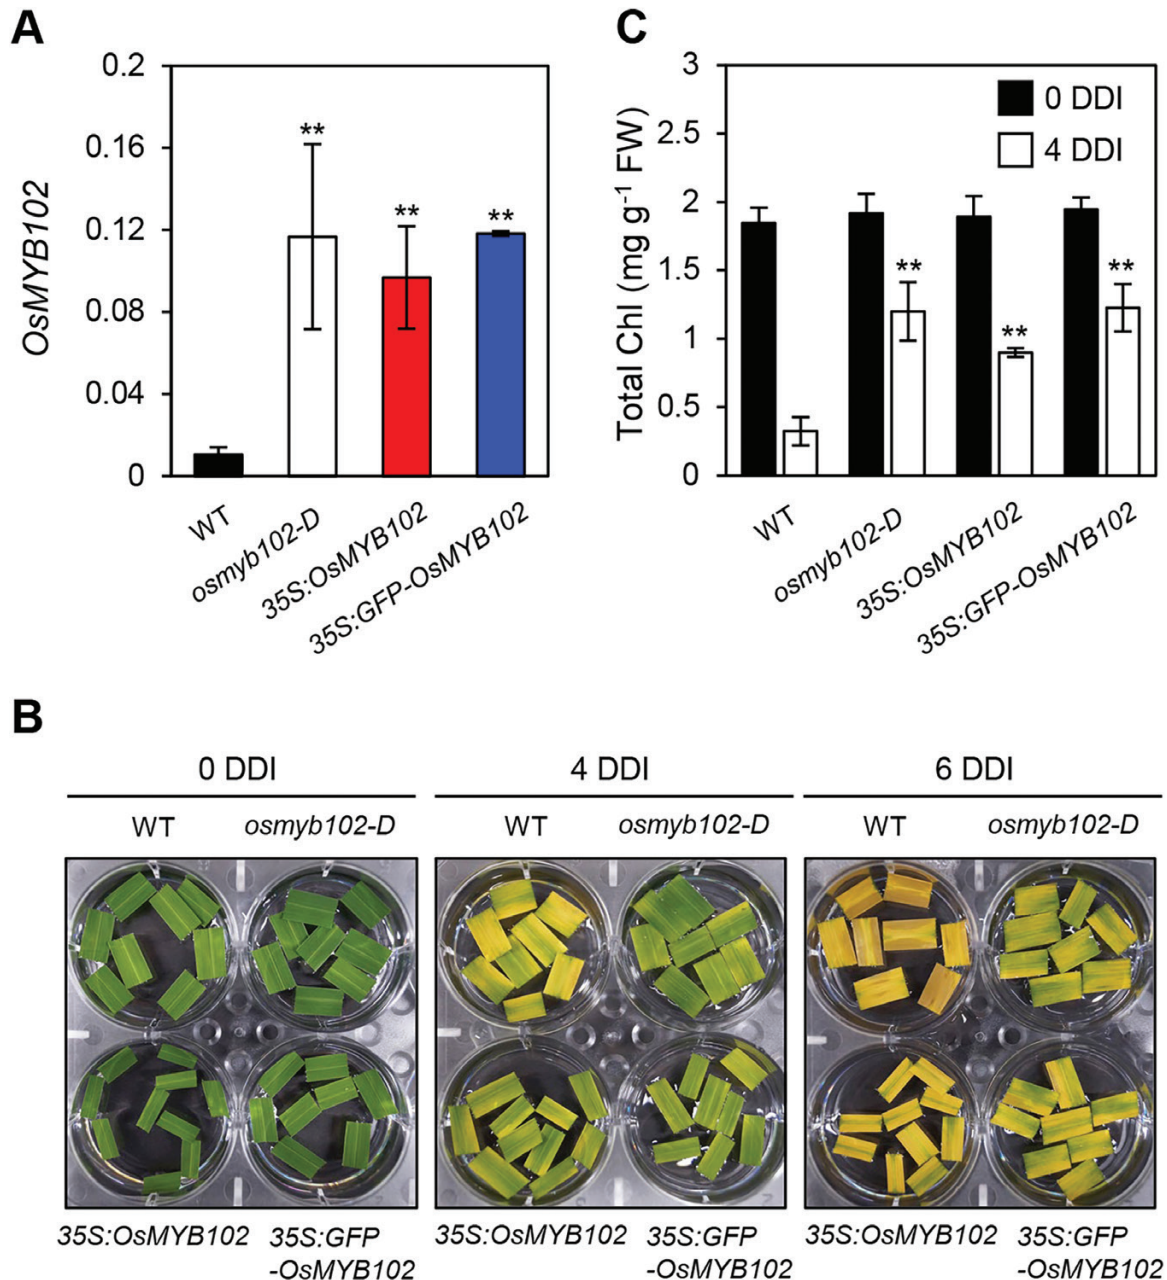 A
OsMYB102
0.2
0.16
0.12
0.08
0.04
0
**
**
**
WT
osmyb102-D
35S:OsMYB102
35S:GFP-OsMYB102
C
Total Chl (mg g-1 FW)
3
2.5
2
1.5
1
0.5
0
0 DDI
4 DDI
**
**
**
WT
osmyb102-D
35S:OsMYB102
35S:GFP-OsMYB102
B
0 DDI
4 DDI
6 DDI
WT
osmyb102-D
WT
osmyb102-D
WT
osmyb102-D
35S:OsMYB102
35S:GFP
-OsMYB102
35S:OsMYB102
35S:GFP
-OsMYB102
35S:OsMYB102
35S:GFP
-OsMYB102